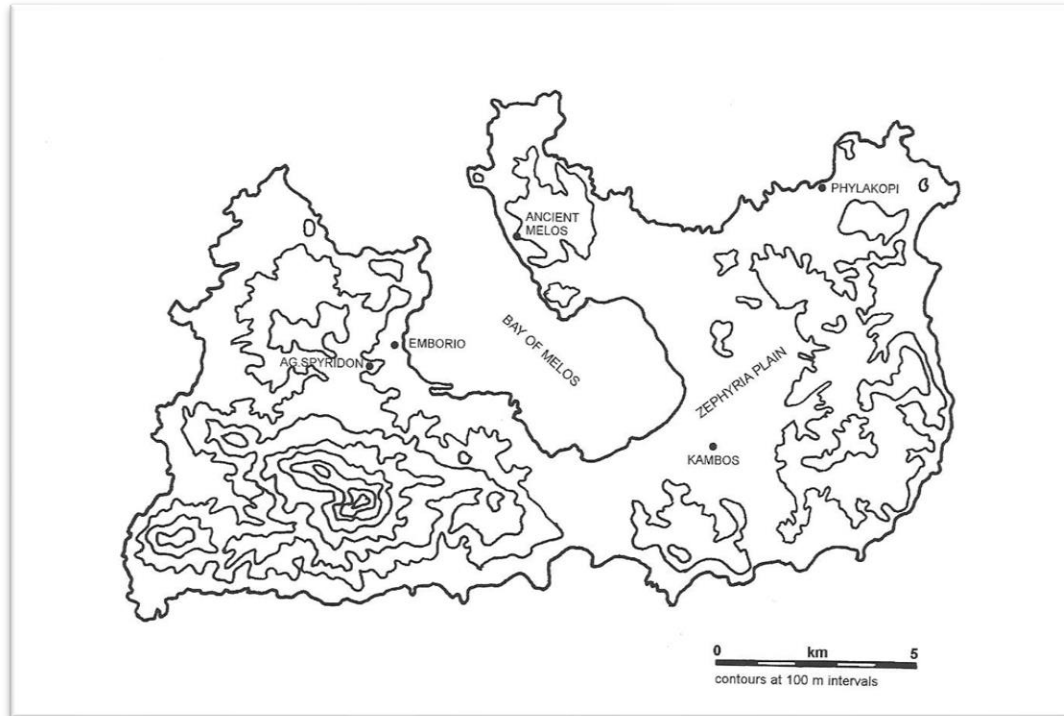 PHYLAKOPI
ANCIENT
MELOS
BAY OF MELOS
EMBORIO
AG.SPYRIDON
ZEPHYRIA PLAIN
KAMBOS
0 km 5
contours at 100 m intervals